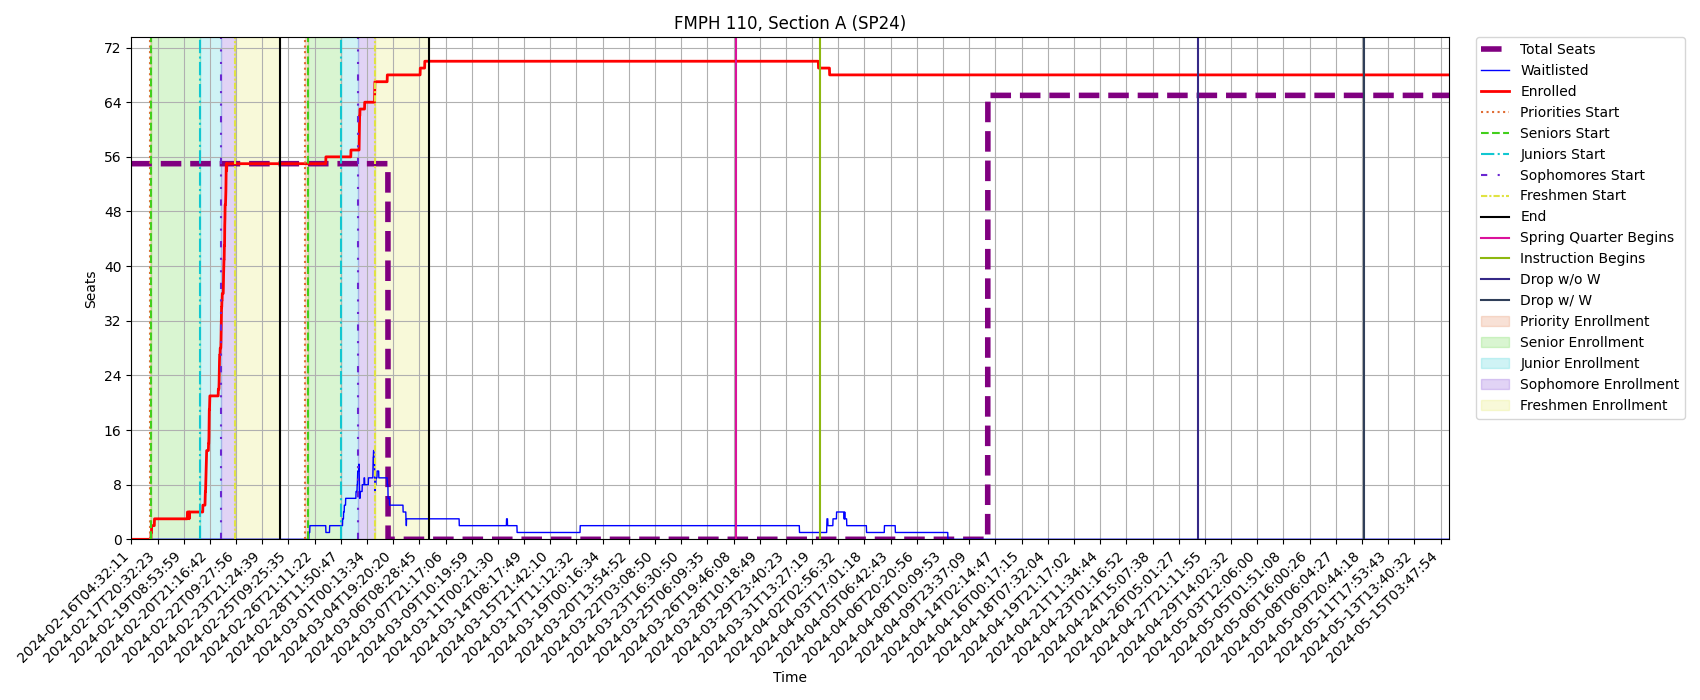 FMPH 110, Section A (SP24)
72
64
56
48
40
32
24
16
8
0
Seats
2024-02-16T04:32:11
2024-02-17T20:32:23
2024-02-19T08:53:59
2024-02-20T21:16:42
2024-02-22T09:27:56
2024-02-23T21:24:39
2024-02-25T09:25:35
2024-02-26T21:11:22
2024-02-28T11:50:47
2024-03-01T00:13:34
2024-03-04T19:20:20
2024-03-06T08:28:45
2024-03-07T21:17:06
2024-03-09T10:19:59
2024-03-11T00:21:30
2024-03-14T08:17:49
2024-03-15T21:42:10
2024-03-17T11:12:32
2024-03-19T00:16:34
2024-03-20T13:54:52
2024-03-22T03:08:50
2024-03-23T16:30:50
2024-03-25T06:09:35
2024-03-26T19:46:08
2024-03-28T10:18:49
2024-03-29T23:40:23
2024-03-31T13:27:19
2024-04-02T02:56:32
2024-04-03T17:01:18
2024-04-05T06:42:43
2024-04-06T20:20:56
2024-04-08T10:09:53
2024-04-09T23:37:09
2024-04-14T02:14:47
2024-04-16T00:17:15
2024-04-18T07:32:04
2024-04-19T21:17:02
2024-04-21T11:34:44
2024-04-23T01:16:52
2024-04-24T15:07:38
2024-04-26T05:01:27
2024-04-27T21:11:55
2024-04-29T14:02:32
2024-05-03T12:06:00
2024-05-05T01:51:08
2024-05-06T16:00:26
2024-05-08T06:04:27
2024-05-09T20:44:18
2024-05-11T17:53:43
2024-05-13T13:40:32
2024-05-15T03:47:54
Time
Total Seats
Waitlisted
Enrolled
Priorities Start
Seniors Start
Juniors Start
Sophomores Start
Freshmen Start
End
Spring Quarter Begins
Instruction Begins
Drop w/o W
Drop w/ W
Priority Enrollment
Senior Enrollment
Junior Enrollment
Sophomore Enrollment
Freshmen Enrollment